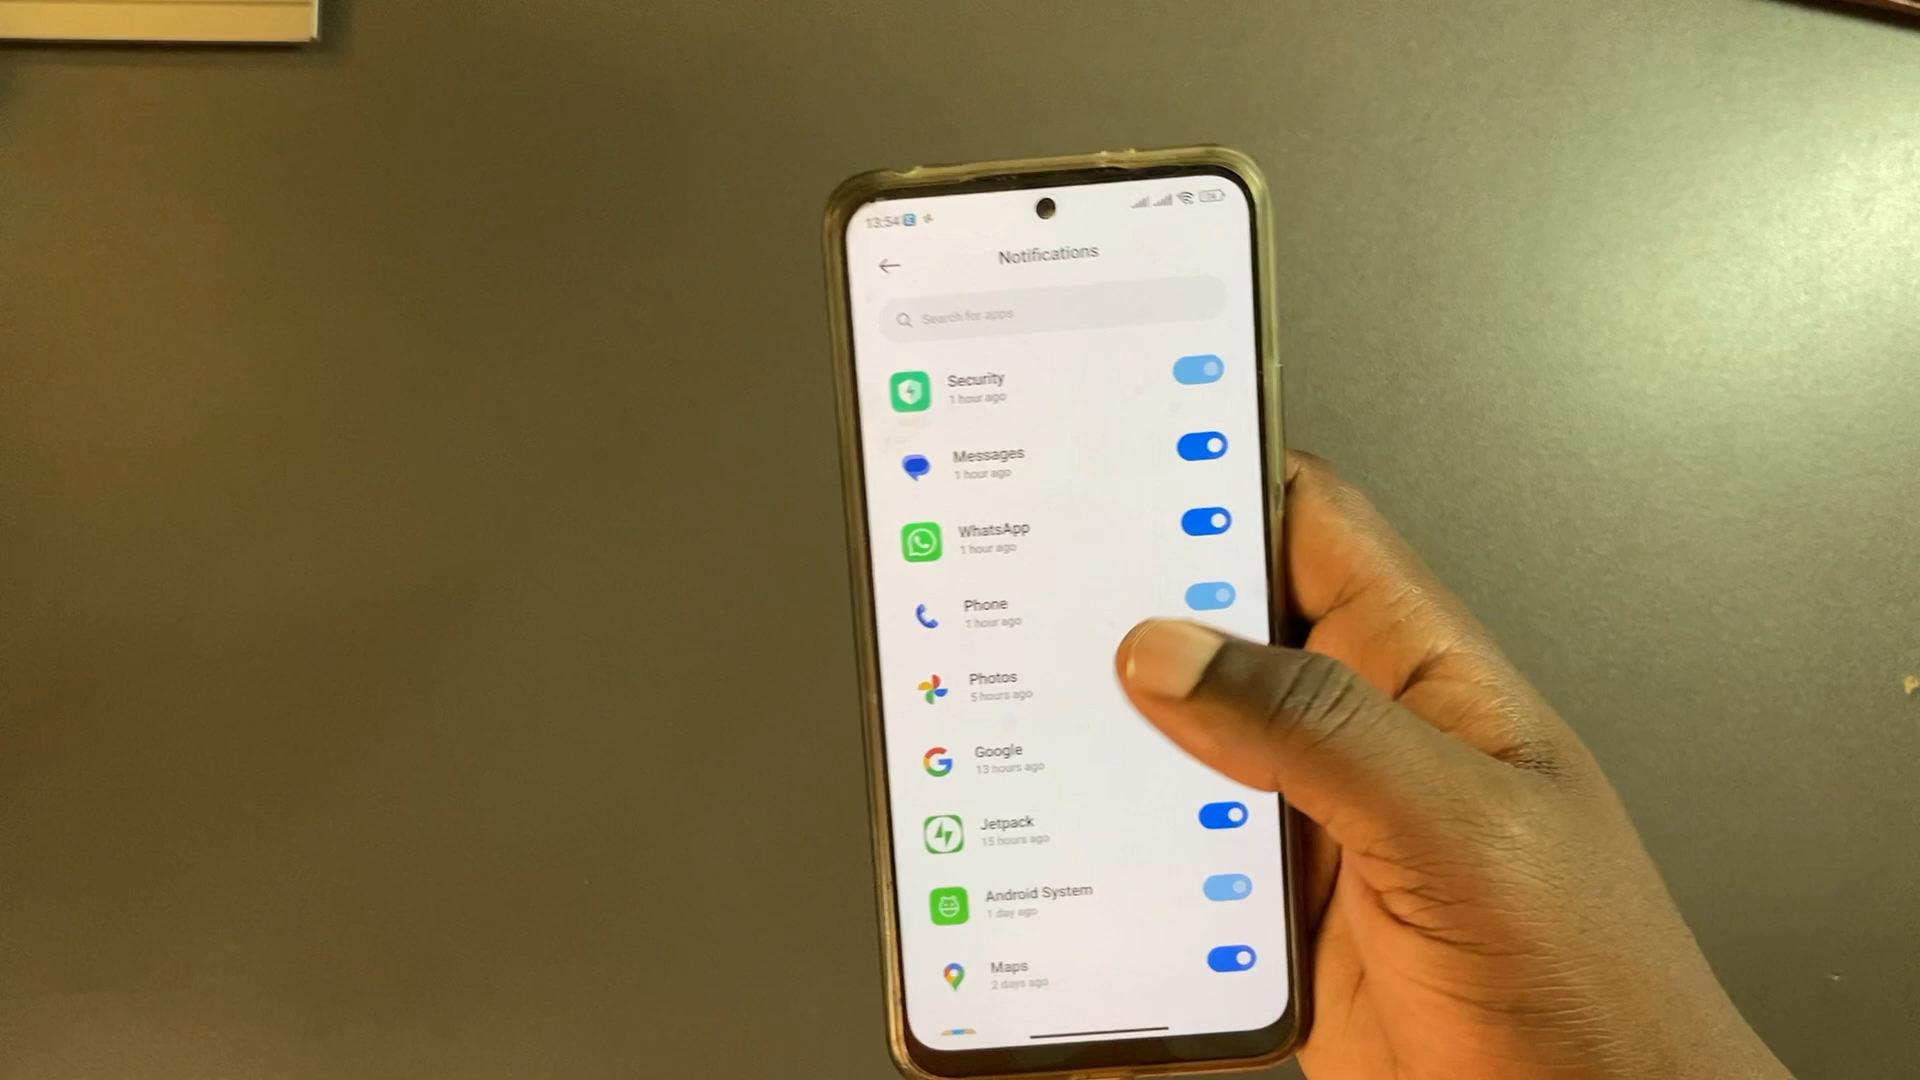 13:54
Notifications
Search for apps
Security
1 hour ago
Messages
1 hour ago
WhatsApp
1 hour ago
Phone
1 hour ago
Photos
5 hours ago
Google
13 hours ago
Jetpack
15 hours ago
Android System
1 day ago
Maps
2 days ago